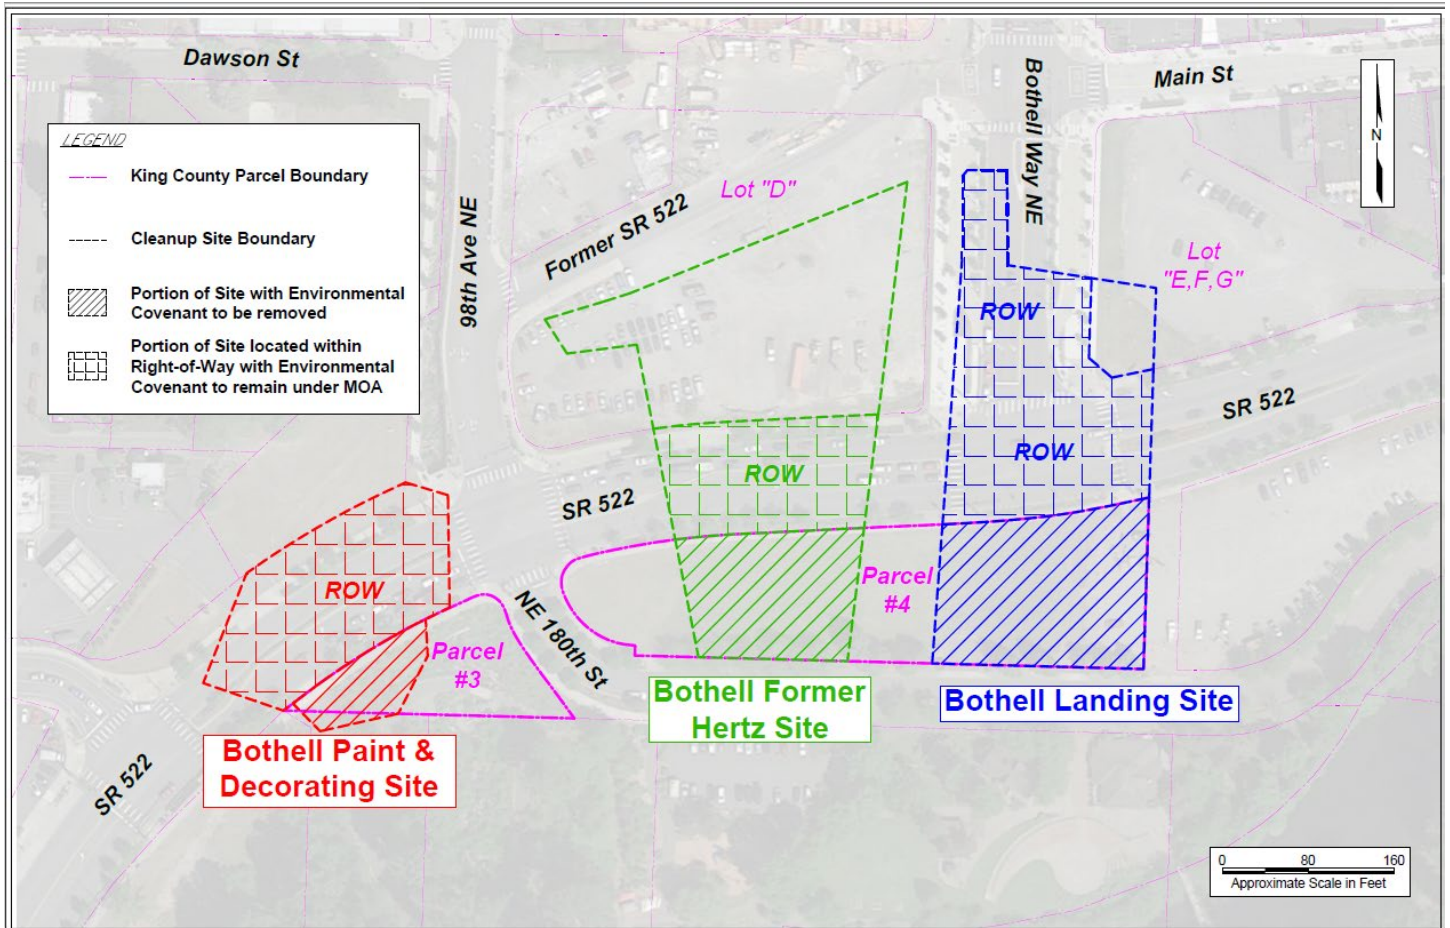 Dawson St
Bothell Way NE
Main St
N
LEGEND
King County Parcel Boundary
Cleanup Site Boundary
Portion of Site with Environmental
Covenant to be removed
Portion of Site located within
Right-of-Way with Environmental
Covenant to remain under MOA
98th Ave NE
Former SR 522
Lot "D"
Lot
"E,F,G"
ROW
SR 522
ROW
ROW
SR 522
ROW
Parcel
#4
NE 180th St
Parcel
#3
Bothell Former
Hertz Site
Bothell Landing Site
Bothell Paint &
Decorating Site
SR 522
0 80 160
Approximate Scale in Feet